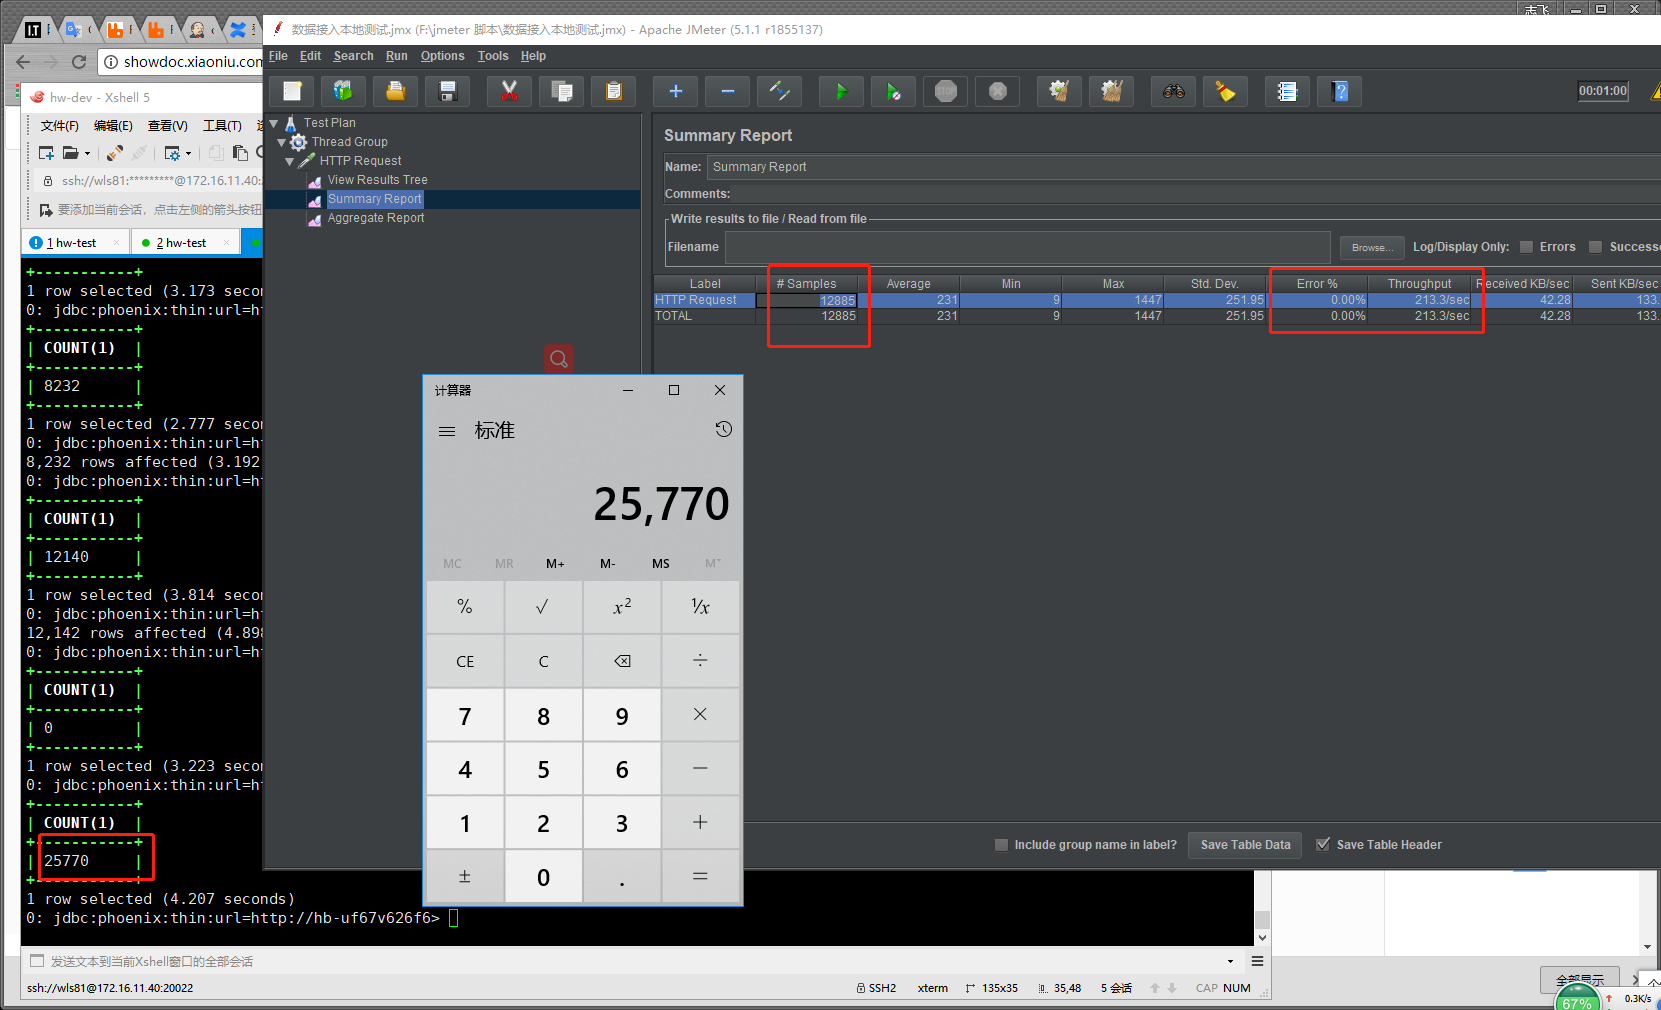 志飞
数据接入本地测试.jmx (F:\jmeter 脚本\数据接入本地测试.jmx) - Apache JMeter (5.1.1 r1855137)
showdoc.xiaoniu.com
File Edit Search Run Options Tools Help
00:01:00
hw-dev - Xshell 5
文件(F) 编辑(E) 查看(V) 工具(T)
ssh://wls81:*********@172.16.11.40:
要添加当前会话，点击左侧的箭头按钮
1 hw-test × 2 hw-test ×
Test Plan
Thread Group
HTTP Request
View Results Tree
Summary Report
Aggregate Report
Summary Report
Name: Summary Report
Comments:
Write results to file / Read from file
Filename Browse... Log/Display Only: Errors Successe
Label # Samples Average Min Max Std. Dev. Error % Throughput Received KB/sec Sent KB/sec
HTTP Request 12885 231 9 1447 251.95 0.00% 213.3/sec 42.28 133.
TOTAL 12885 231 9 1447 251.95 0.00% 213.3/sec 42.28 133.
+-----------+
1 row selected (3.173 secon
0: jdbc:phoenix:thin:url=ht
+-----------+
| COUNT(1) |
+-----------+
| 8232 |
+-----------+
1 row selected (2.777 secon
0: jdbc:phoenix:thin:url=ht
8,232 rows affected (3.192
0: jdbc:phoenix:thin:url=ht
+-----------+
| COUNT(1) |
+-----------+
| 12140 |
+-----------+
1 row selected (3.814 secon
0: jdbc:phoenix:thin:url=ht
12,142 rows affected (4.898
0: jdbc:phoenix:thin:url=ht
+-----------+
| COUNT(1) |
+-----------+
| 0 |
+-----------+
1 row selected (3.223 secon
0: jdbc:phoenix:thin:url=ht
+-----------+
| COUNT(1) |
+-----------+
| 25770 |
+-----------+
1 row selected (4.207 seconds)
0: jdbc:phoenix:thin:url=http://hb-uf67v626f6>
计算器
标准
25,770
MC MR M+ M- MS M˅
% √ x² ¹/x
CE C ⌫ ÷
7 8 9 ×
4 5 6 −
1 2 3 +
± 0 . =
Include group name in label? Save Table Data Save Table Header
发送文本到当前Xshell窗口的全部会话
ssh://wls81@172.16.11.40:20022 SSH2 xterm 135x35 35,48 5 会话 CAP NUM
全部显示
67% 0.3K/s